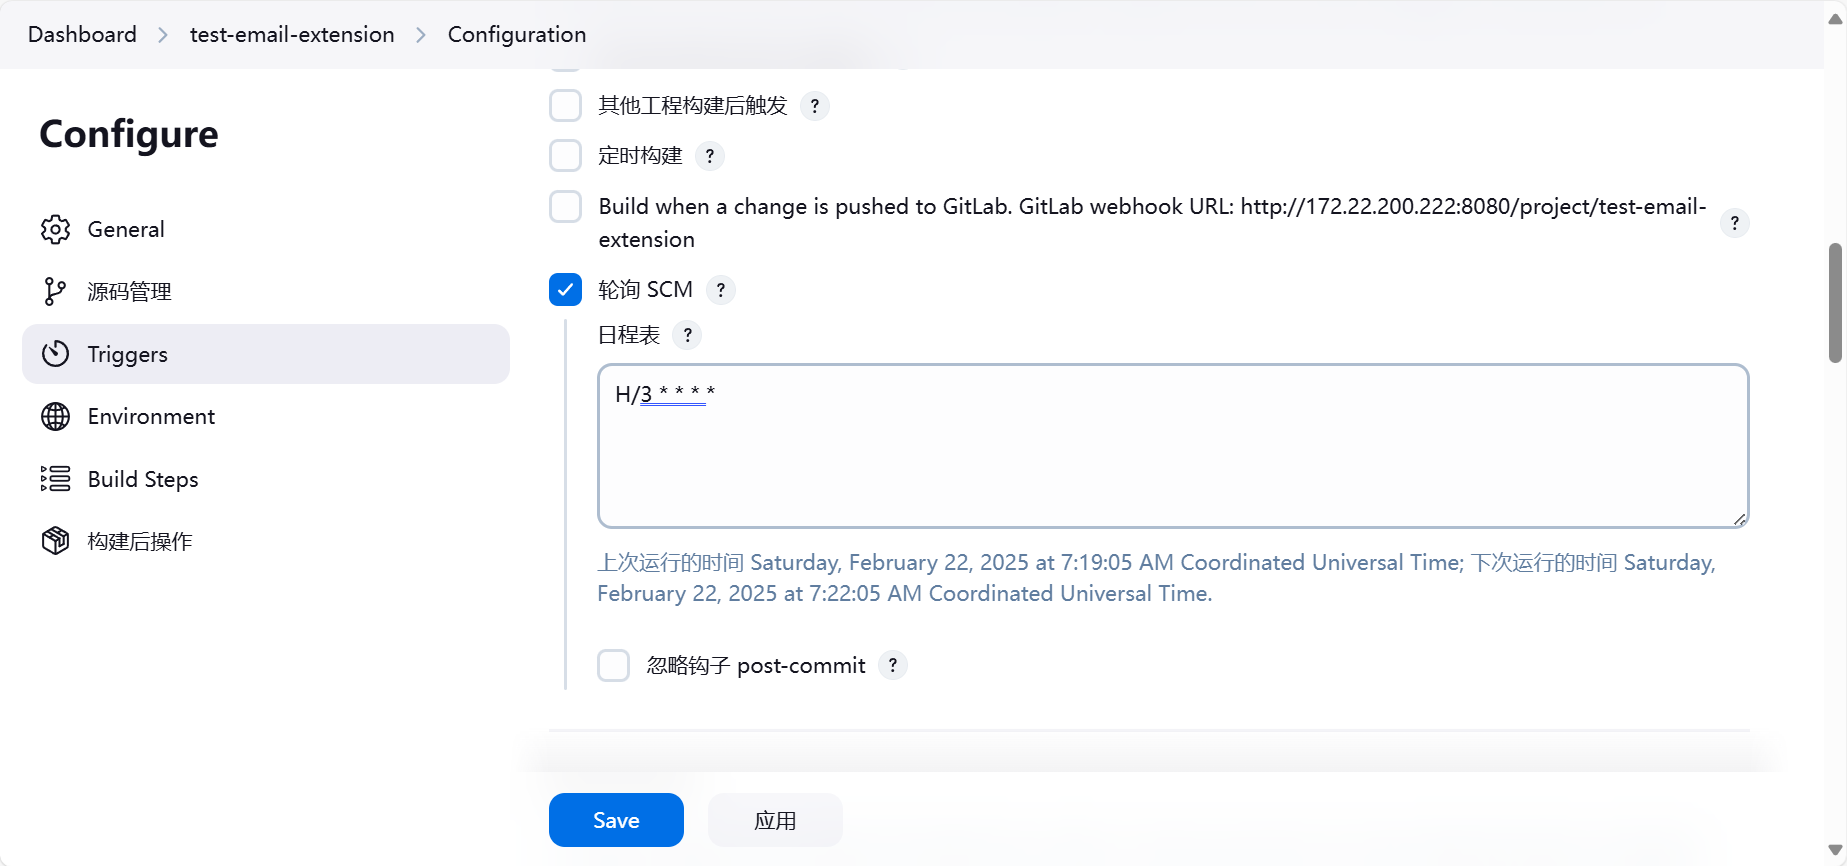 Dashboard > test-email-extension > Configuration
Configure
General
源码管理
Triggers
Environment
Build Steps
构建后操作
其他工程构建后触发 ?
定时构建 ?
Build when a change is pushed to GitLab. GitLab webhook URL: http://172.22.200.222:8080/project/test-email-
extension ?
轮询 SCM ?
日程表 ?
H/3 * * * *
上次运行的时间 Saturday, February 22, 2025 at 7:19:05 AM Coordinated Universal Time; 下次运行的时间 Saturday,
February 22, 2025 at 7:22:05 AM Coordinated Universal Time.
忽略钩子 post-commit ?
Save
应用